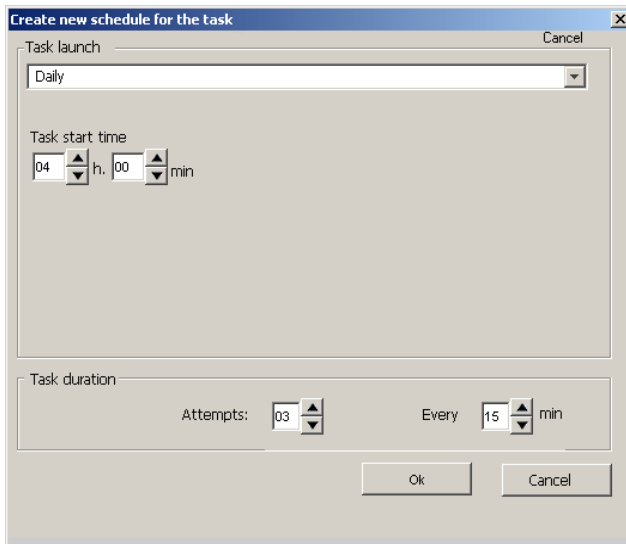 Create new schedule for the task
Cancel
Task launch
Daily
Task start time
04 h. 00 min
Task duration
Attempts: 03 Every 15 min
Ok Cancel